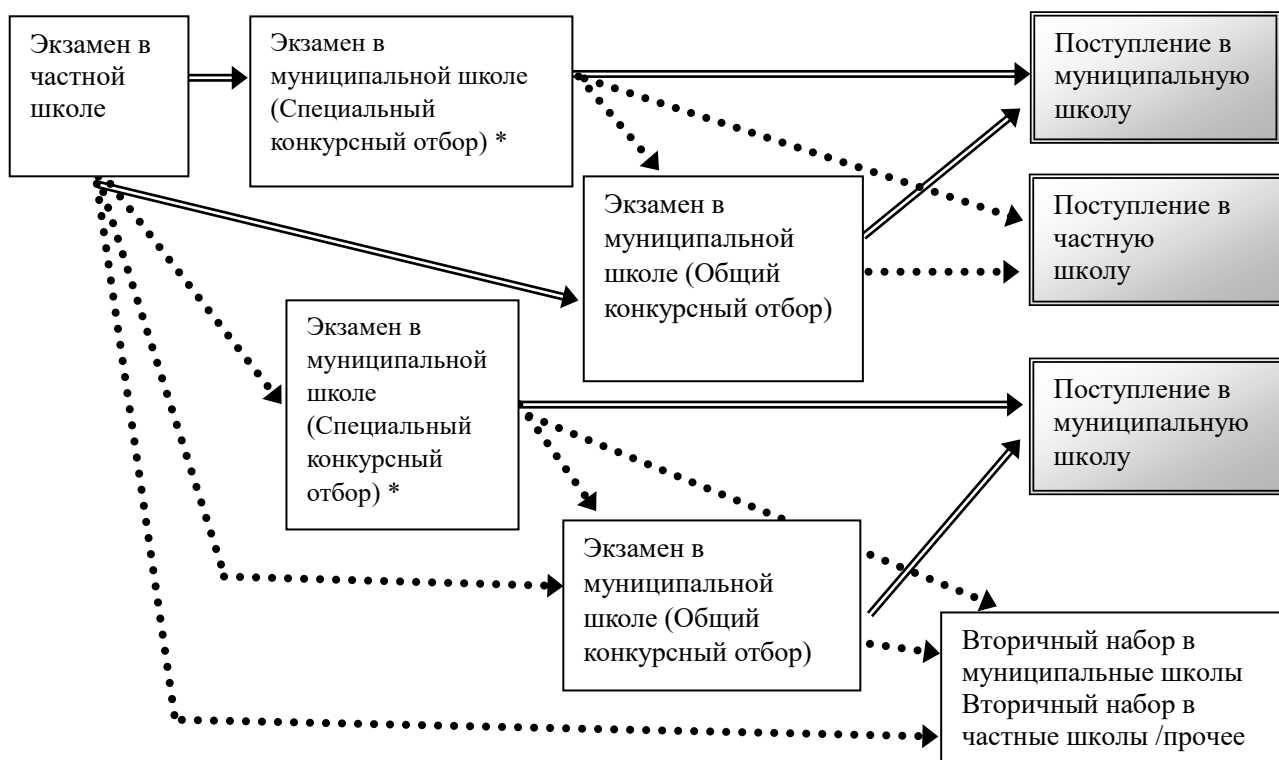 Экзамен в
частной
школе
Экзамен в
муниципальной школе
(Специальный
конкурсный отбор) *
Поступление в
муниципальную
школу
Экзамен в
муниципальной
школе (Общий
конкурсный отбор)
Поступление в
частную
школу
Экзамен в
муниципальной
школе
(Специальный
конкурсный
отбор) *
Поступление в
муниципальную
школу
Экзамен в
муниципальной
школе (Общий
конкурсный отбор)
Вторичный набор в
муниципальные школы
Вторичный набор в
частные школы /прочее